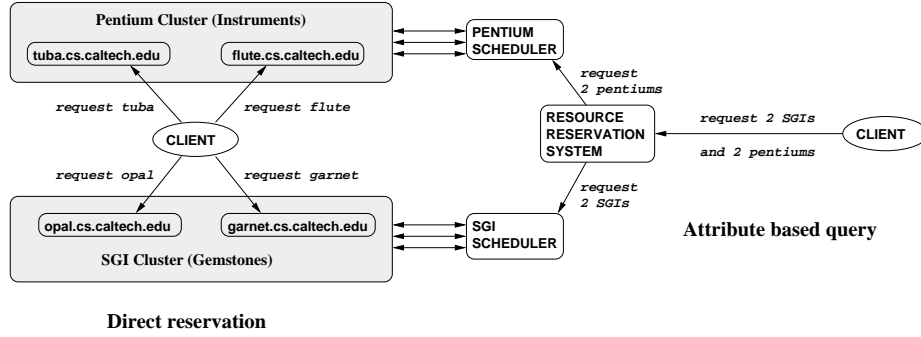 Pentium Cluster (Instruments)
tuba.cs.caltech.edu
flute.cs.caltech.edu
request tuba
request flute
CLIENT
request opal
request garnet
opal.cs.caltech.edu
garnet.cs.caltech.edu
SGI Cluster (Gemstones)
Direct reservation
PENTIUM
SCHEDULER
request
2 pentiums
RESOURCE
RESERVATION
SYSTEM
request 2 SGIs
and 2 pentiums
CLIENT
request
2 SGIs
SGI
SCHEDULER
Attribute based query